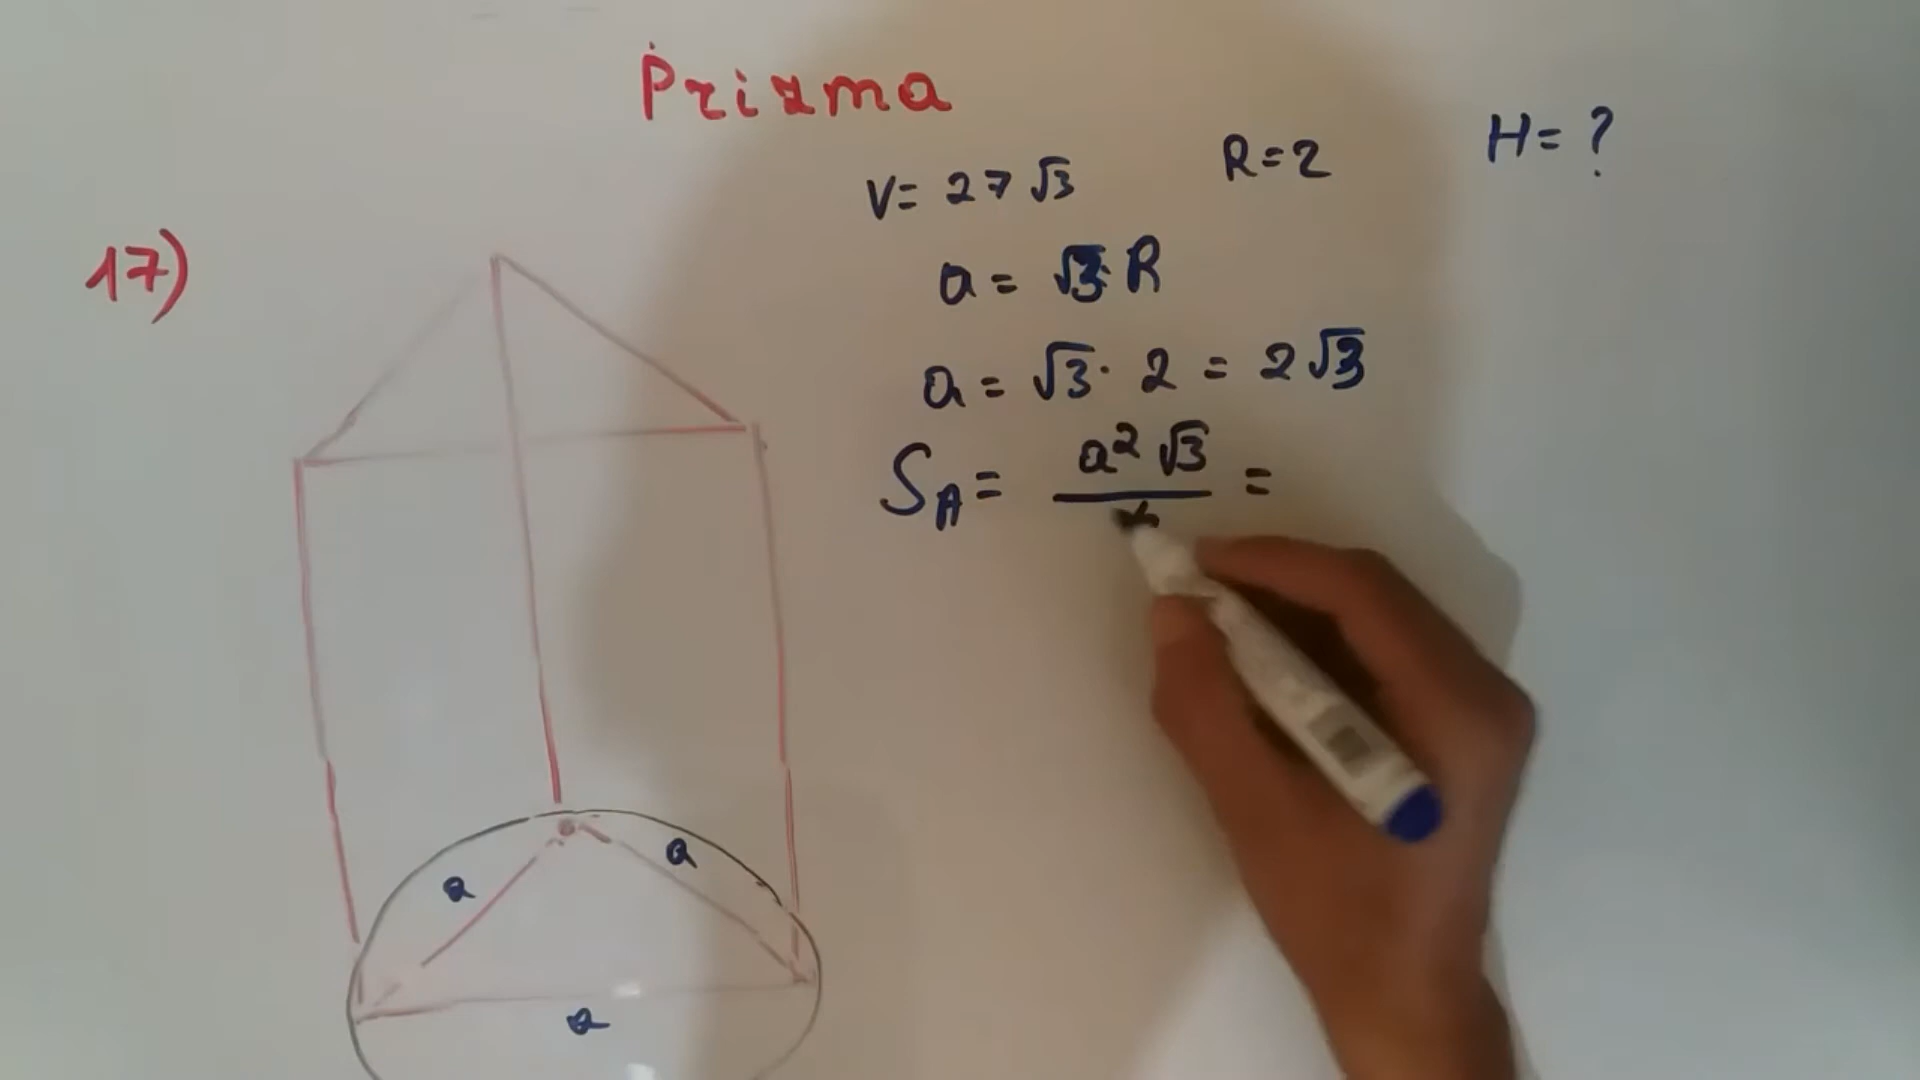 Prizma
V = 27√3 R = 2 H = ?
17)
a = √3 · R
a = √3 · 2 = 2√3
S_A = a²√3 / 4 =
a
a
a